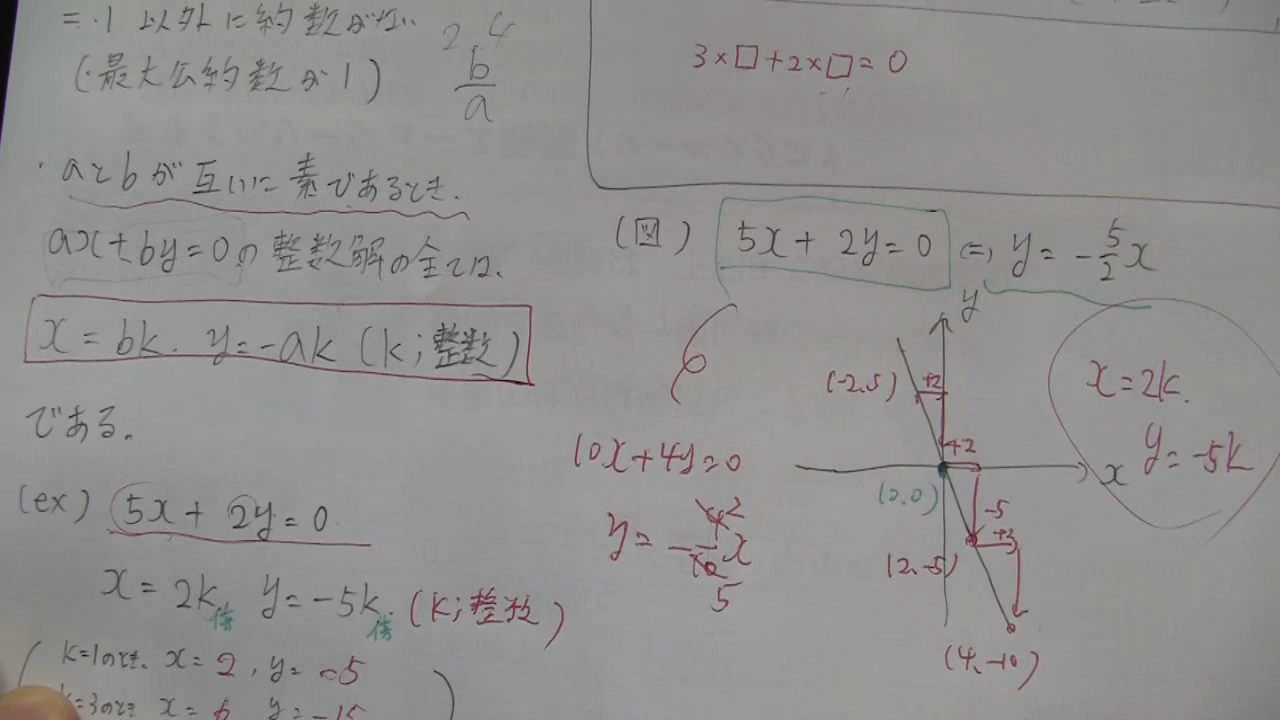 = 1 以外に約数がない
(最大公約数が1)
2 4
b
a
・aとbが互いに素であるとき、
ax+by=0の整数解の全ては、
x=bk, y=-ak (k;整数)
である。
(ex) 5x+2y=0
x=2k, y=-5k (k;整数)
倍 倍
k=1のとき、x=2, y=-5
k=3のとき x=6 y=-15
3×□+2×□=0
(図) 5x+2y=0 ⇔ y=-5/2x
y
(-2,5) +2
+2
x
(0,0)
-5
(2,-5)
(4,-10)
x=2k.
y=-5k
10x+4y=0
y=-4/10x
2
5